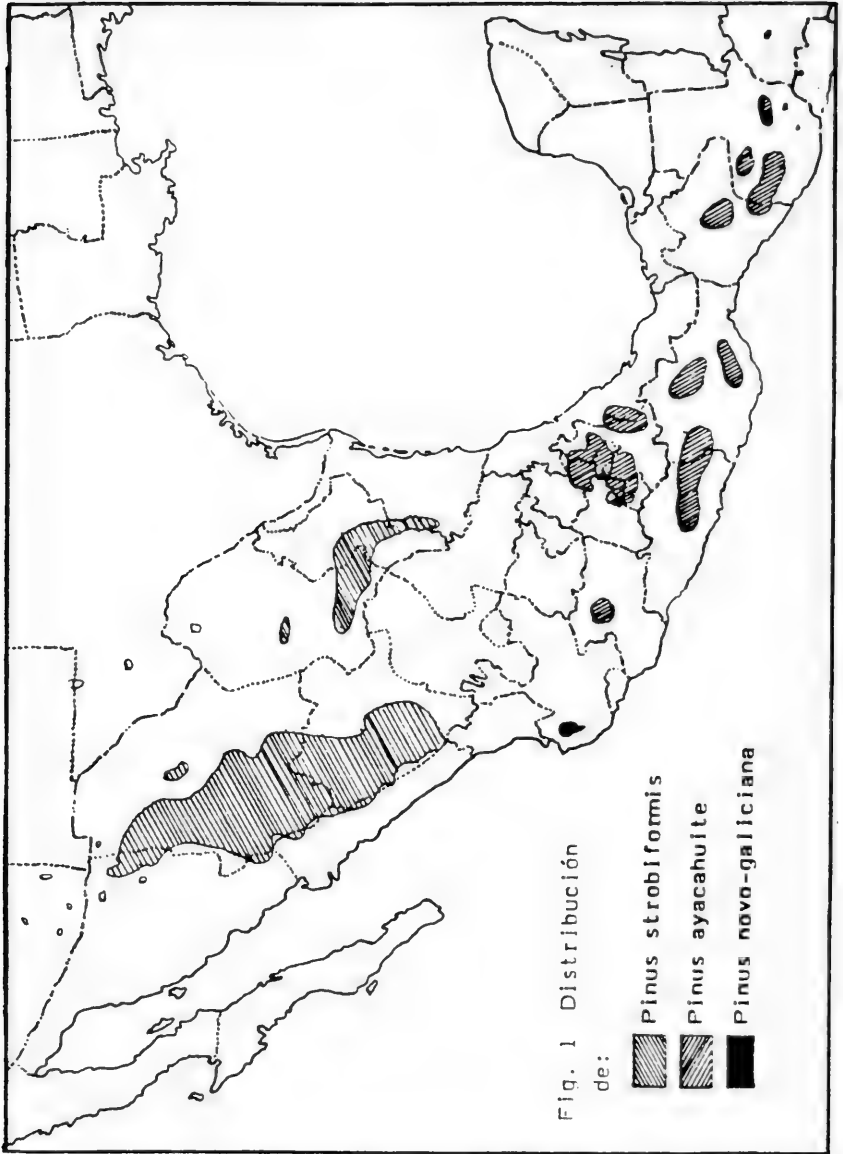 Fig. 1 Distribución
de:
Pinus strobiformis
Pinus ayacahuite
Pinus novo-galiciana